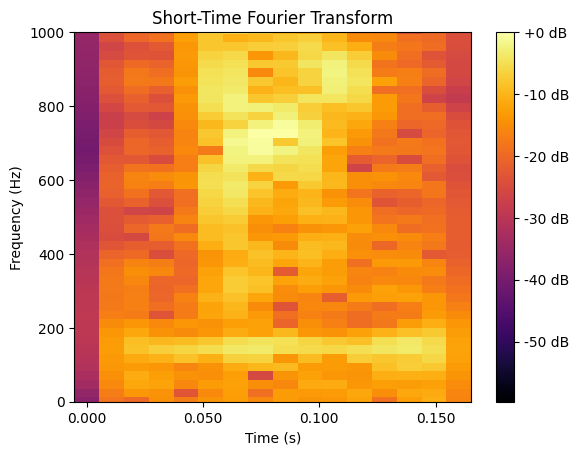 Short-Time Fourier Transform
Frequency (Hz)
1000
800
600
400
200
0
0.000
0.050
0.100
0.150
Time (s)
+0 dB
-10 dB
-20 dB
-30 dB
-40 dB
-50 dB